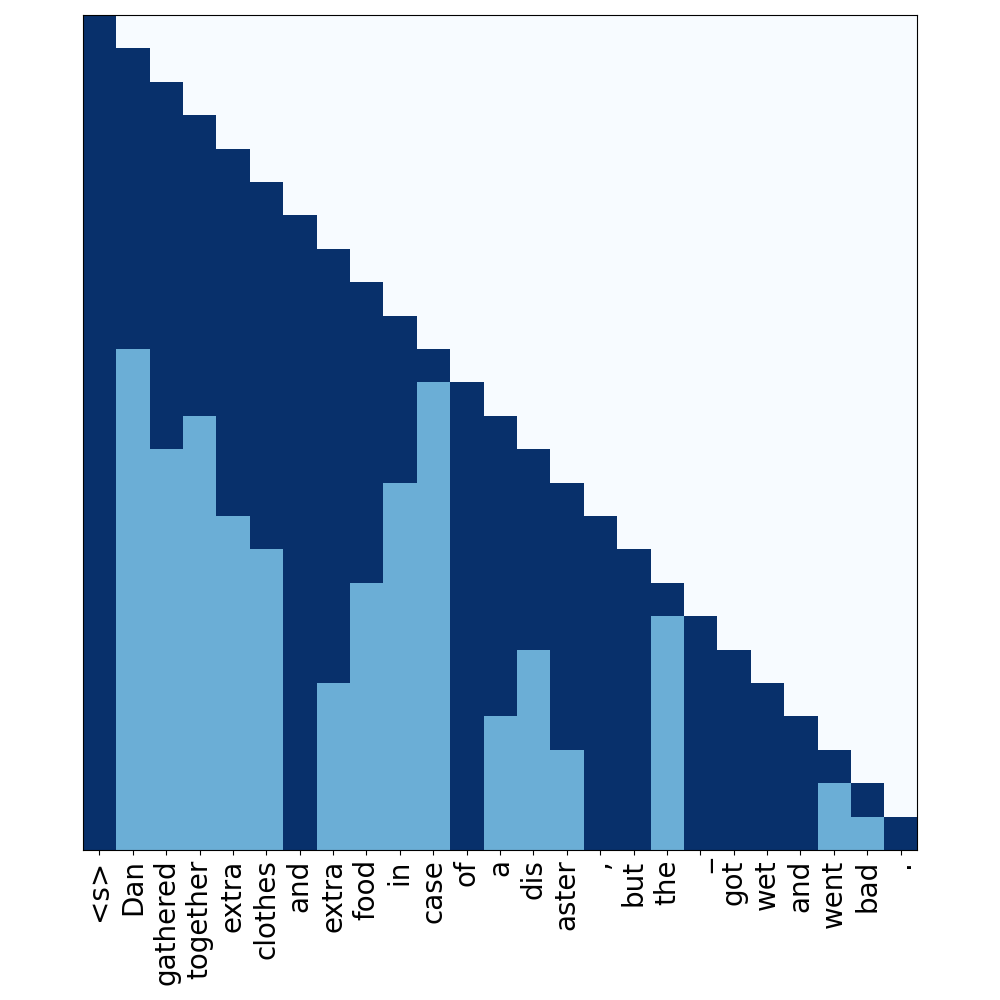 <s> Dan gathered together extra clothes and extra food in case of a dis aster , but the _ got wet and went bad .